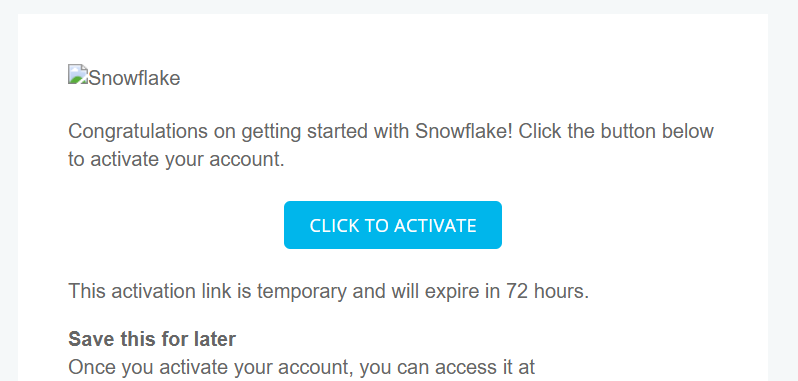 Snowflake
Congratulations on getting started with Snowflake! Click the button below
to activate your account.
CLICK TO ACTIVATE
This activation link is temporary and will expire in 72 hours.
Save this for later
Once you activate your account, you can access it at